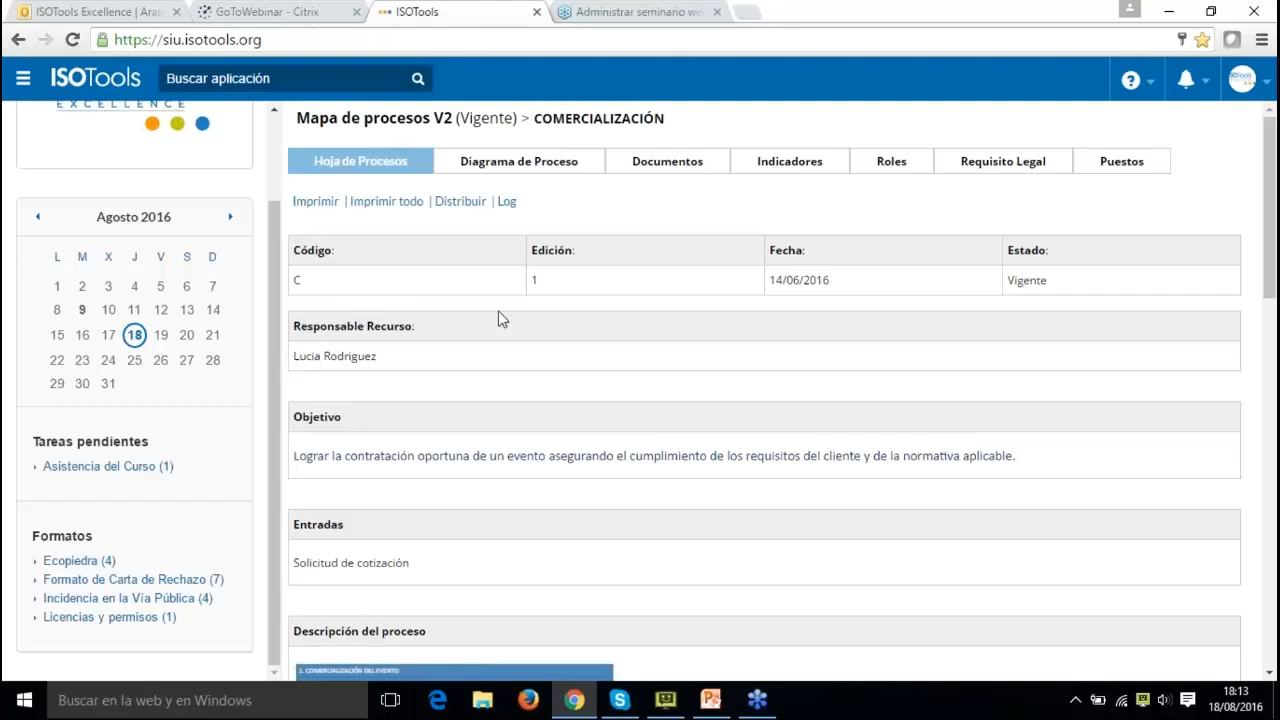 ISOTools Excellence | Aran
GoToWebinar - Citrix
ISOTools
Administrar seminario we
https://siu.isotools.org
ISOTools
Buscar aplicación
EXCELLENCE
Mapa de procesos V2 (Vigente) > COMERCIALIZACIÓN
Hoja de Procesos
Diagrama de Proceso
Documentos
Indicadores
Roles
Requisito Legal
Puestos
Imprimir | Imprimir todo | Distribuir | Log
Agosto 2016
L M X J V S D
1 2 3 4 5 6 7
8 9 10 11 12 13 14
15 16 17 18 19 20 21
22 23 24 25 26 27 28
29 30 31
Tareas pendientes
Asistencia del Curso (1)
Formatos
Ecopiedra (4)
Formato de Carta de Rechazo (7)
Incidencia en la Vía Pública (4)
Licencias y permisos (1)
Código: Edición: Fecha: Estado:
C 1 14/06/2016 Vigente
Responsable Recurso:
Lucia Rodriguez
Objetivo
Lograr la contratación oportuna de un evento asegurando el cumplimiento de los requisitos del cliente y de la normativa aplicable.
Entradas
Solicitud de cotización
Descripción del proceso
1. COMERCIALIZACIÓN DEL EVENTO
Buscar en la web y en Windows
18:13
18/08/2016